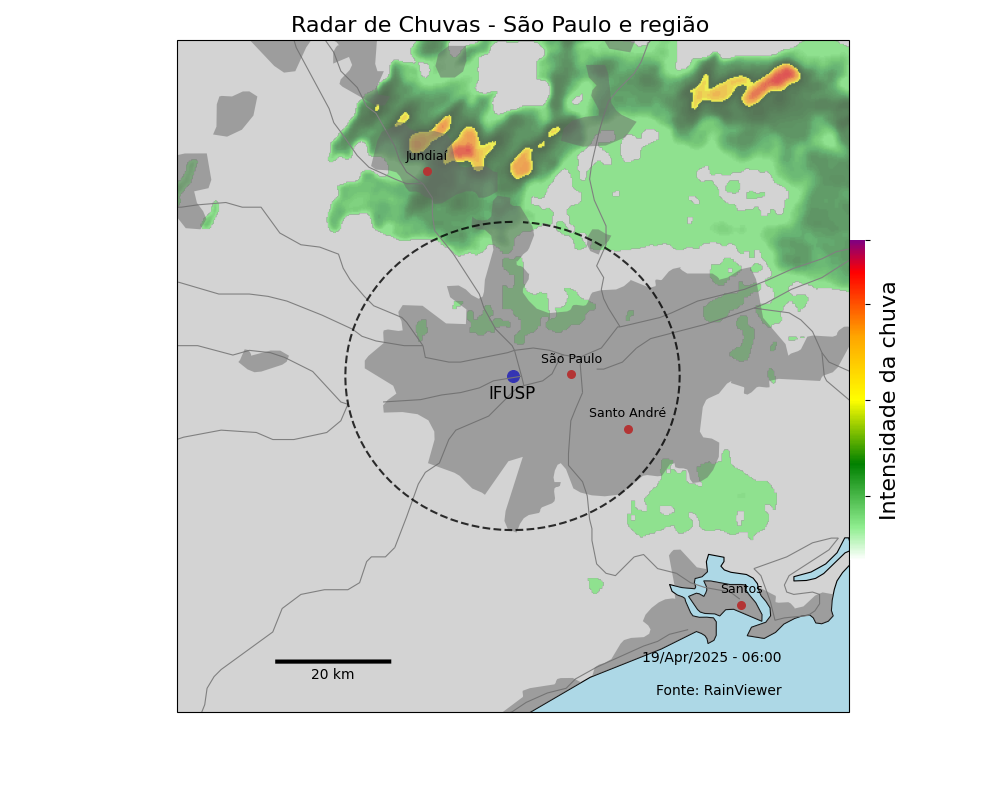 Radar de Chuvas - São Paulo e região
Jundiaí
São Paulo
IFUSP
Santo André
Santos
19/Apr/2025 - 06:00
20 km
Fonte: RainViewer
Intensidade da chuva